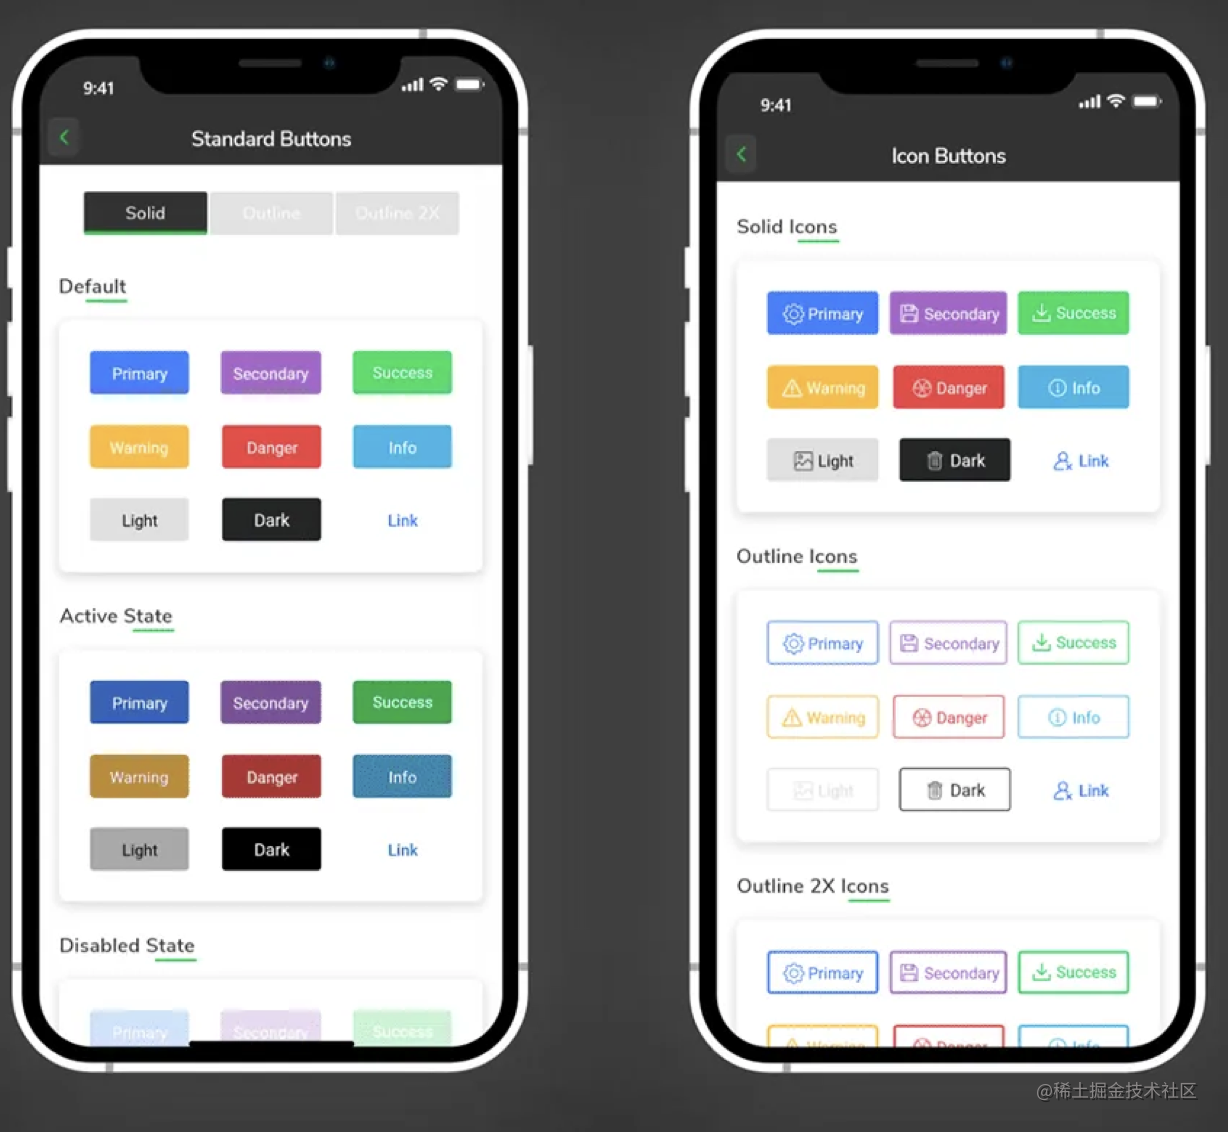 9:41
Standard Buttons
Solid Outline Outline 2X
Default
Primary Secondary Success
Warning Danger Info
Light Dark Link
Active State
Primary Secondary Success
Warning Danger Info
Light Dark Link
Disabled State
Primary Secondary Success
9:41
Icon Buttons
Solid Icons
Primary Secondary Success
Warning Danger Info
Light Dark Link
Outline Icons
Primary Secondary Success
Warning Danger Info
Light Dark Link
Outline 2X Icons
Primary Secondary Success
Warning Danger Info
@稀土掘金技术社区